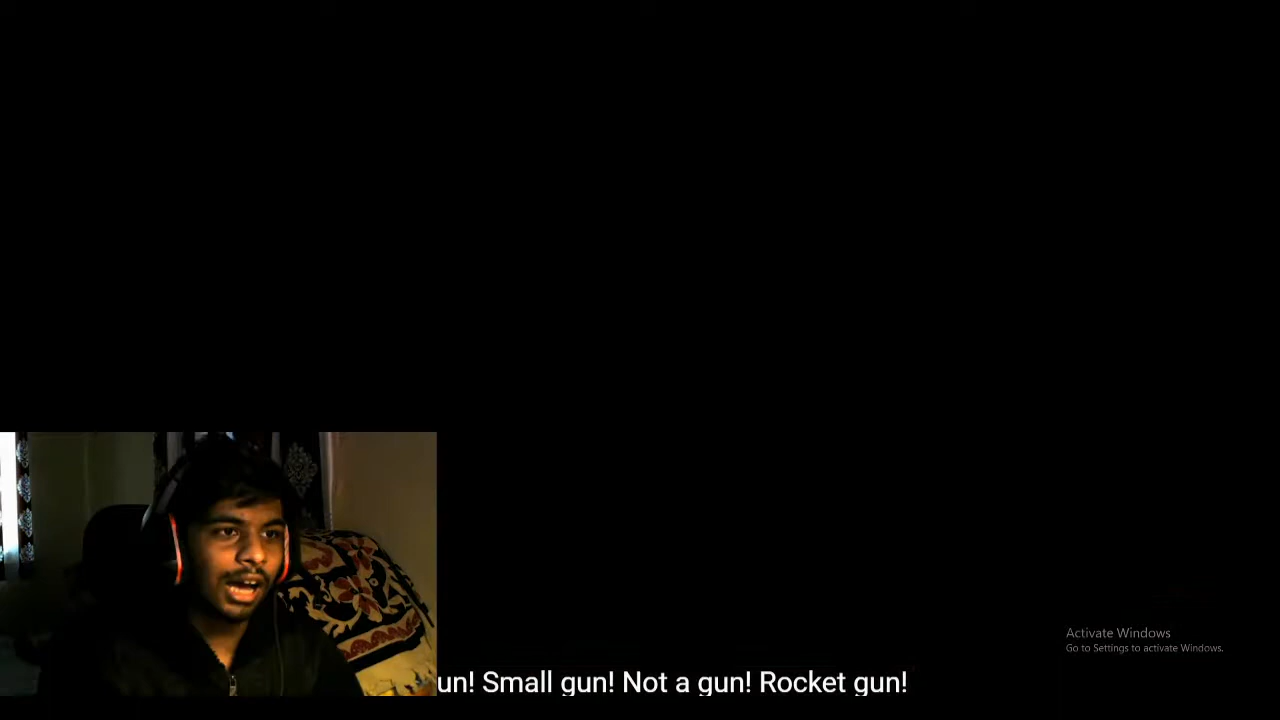 Activate Windows
Go to Settings to activate Windows.
un! Small gun! Not a gun! Rocket gun!